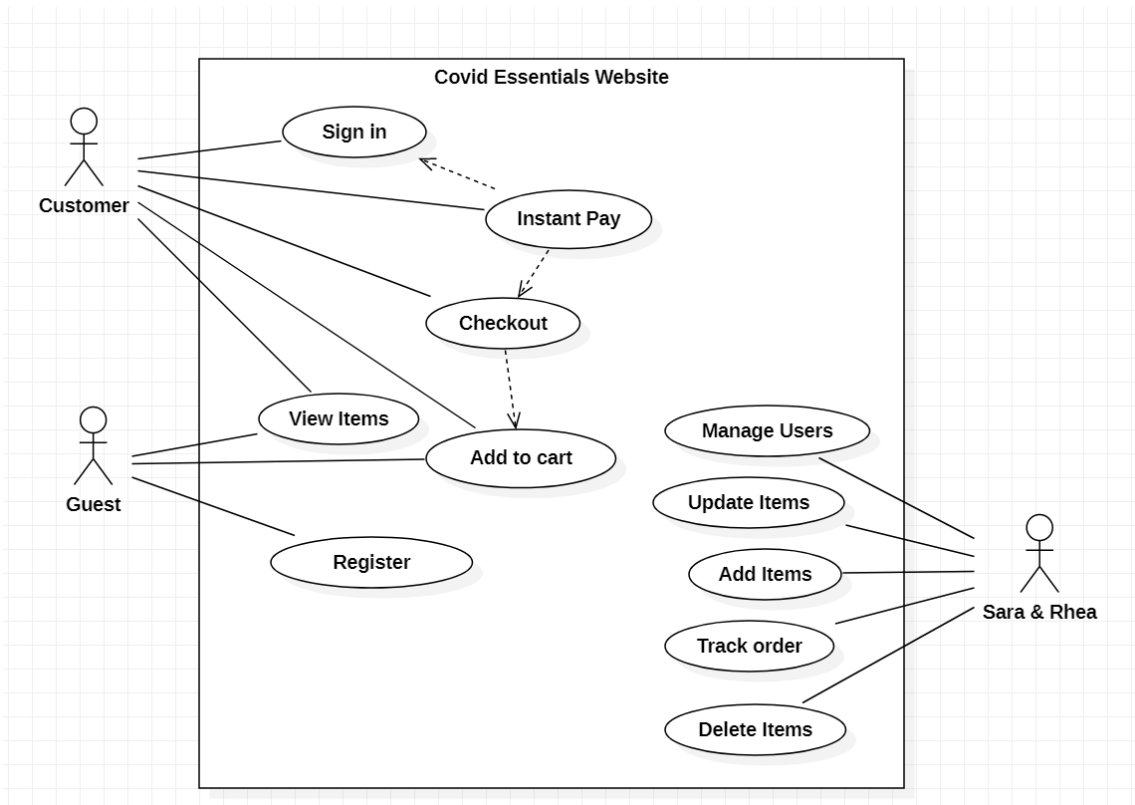 Covid Essentials Website
Sign in
Customer
Instant Pay
Checkout
View Items
Add to cart
Guest
Register
Manage Users
Update Items
Add Items
Sara & Rhea
Track order
Delete Items